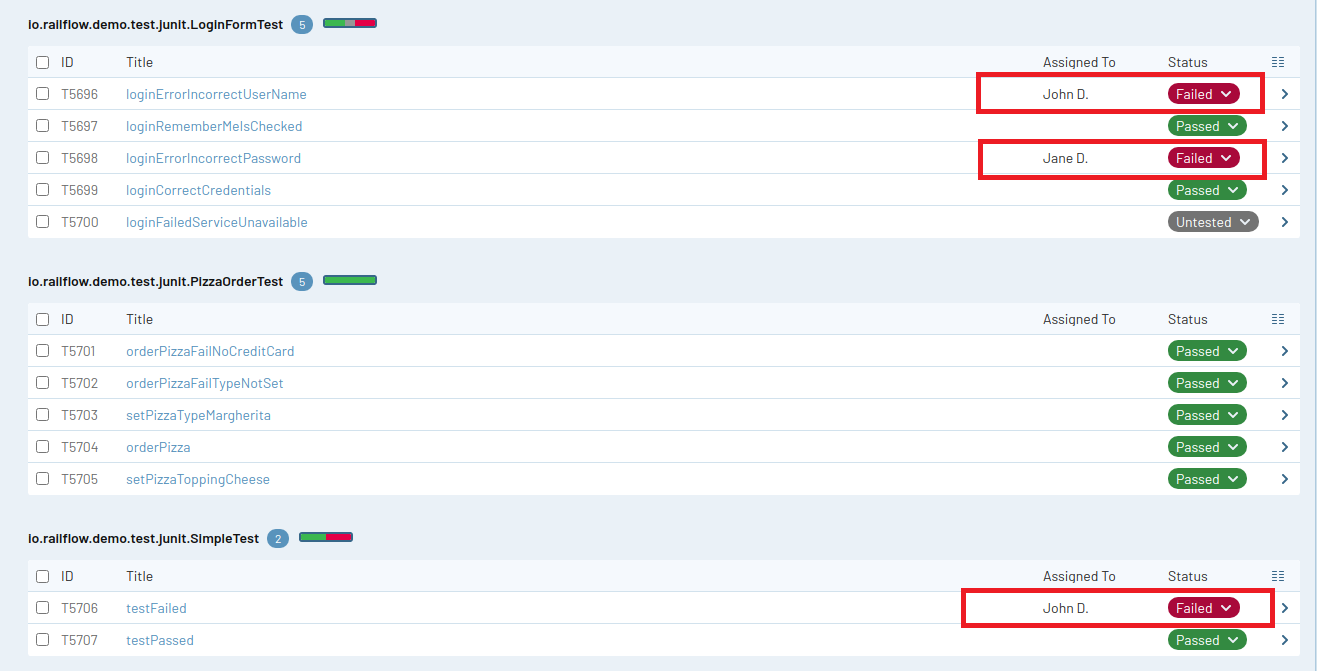 io.railflow.demo.test.junit.LoginFormTest 5
ID Title Assigned To Status
T5696 loginErrorIncorrectUserName John D. Failed
T5697 loginRememberMeIsChecked Passed
T5698 loginErrorIncorrectPassword Jane D. Failed
T5699 loginCorrectCredentials Passed
T5700 loginFailedServiceUnavailable Untested
io.railflow.demo.test.junit.PizzaOrderTest 5
ID Title Assigned To Status
T5701 orderPizzaFailNoCreditCard Passed
T5702 orderPizzaFailTypeNotSet Passed
T5703 setPizzaTypeMargherita Passed
T5704 orderPizza Passed
T5705 setPizzaToppingCheese Passed
io.railflow.demo.test.junit.SimpleTest 2
ID Title Assigned To Status
T5706 testFailed John D. Failed
T5707 testPassed Passed